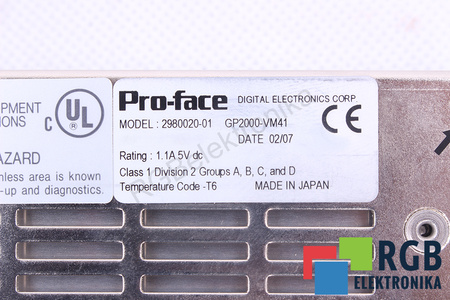 PMENT
IONS
C UL
AZARD
nless area is known
-up and diagnostics.
Pro-face DIGITAL ELECTRONICS CORP.
MODEL : 2980020-01 GP2000-VM41
DATE 02/07
CE
Rating : 1.1A 5V dc
Class 1 Division 2 Groups A, B, C, and D
Temperature Code -T6 MADE IN JAPAN
RGBElektronika
RGB
ELEKTRONIKA